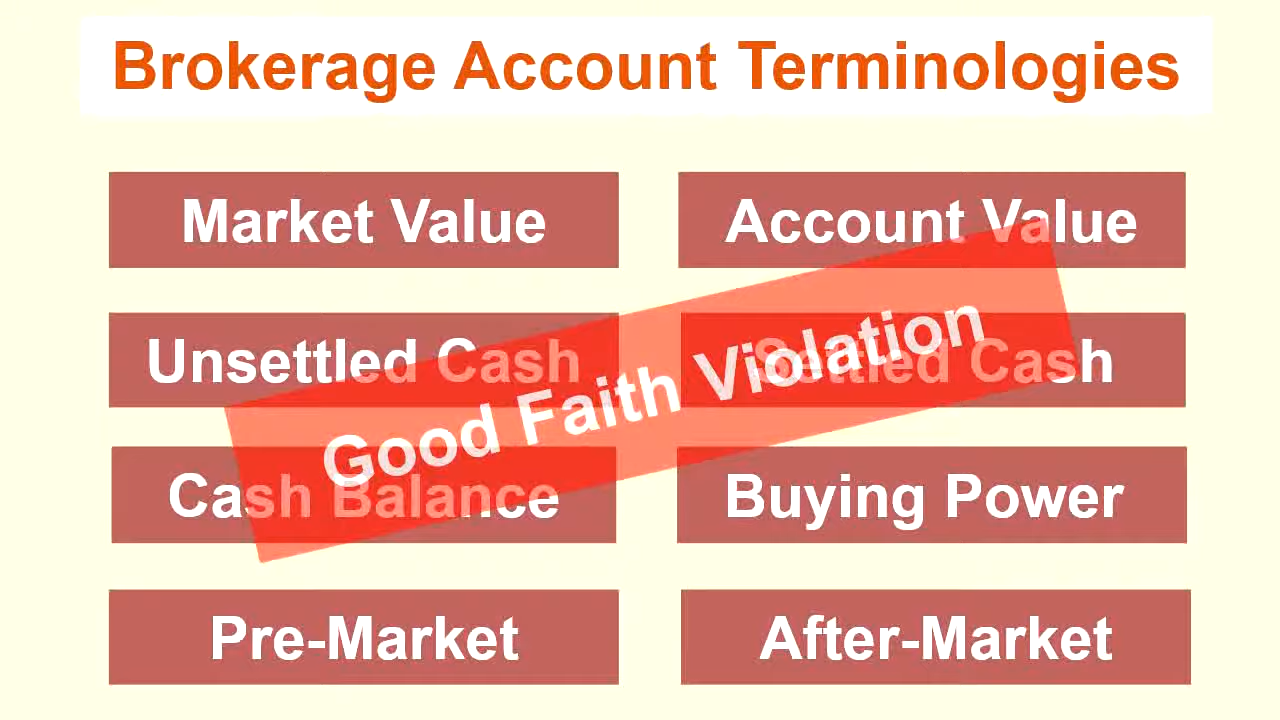 Brokerage Account Terminologies
Market Value
Account Value
Unsettled Cash
Settled Cash
Good Faith Violation
Cash Balance
Buying Power
Pre-Market
After-Market